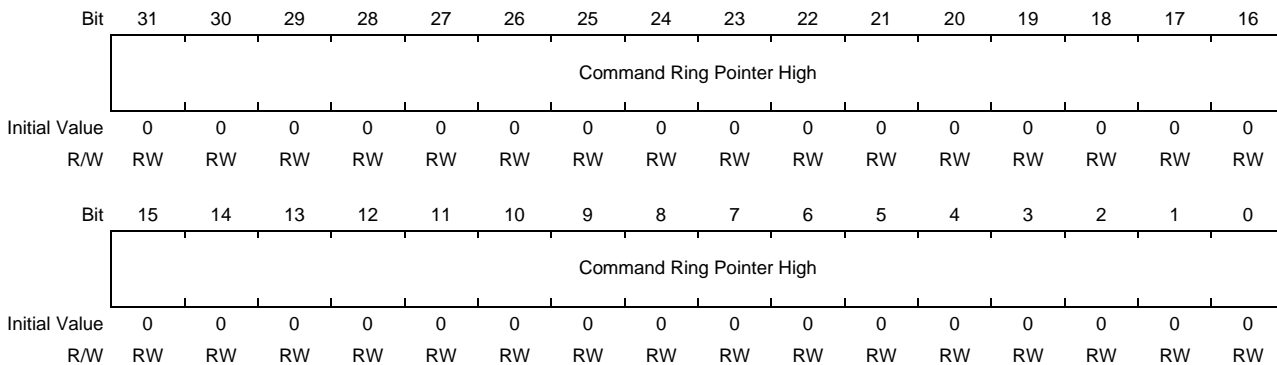 Bit 31 30 29 28 27 26 25 24 23 22 21 20 19 18 17 16
Command Ring Pointer High
Initial Value 0 0 0 0 0 0 0 0 0 0 0 0 0 0 0 0
R/W RW RW RW RW RW RW RW RW RW RW RW RW RW RW RW RW
Bit 15 14 13 12 11 10 9 8 7 6 5 4 3 2 1 0
Command Ring Pointer High
Initial Value 0 0 0 0 0 0 0 0 0 0 0 0 0 0 0 0
R/W RW RW RW RW RW RW RW RW RW RW RW RW RW RW RW RW